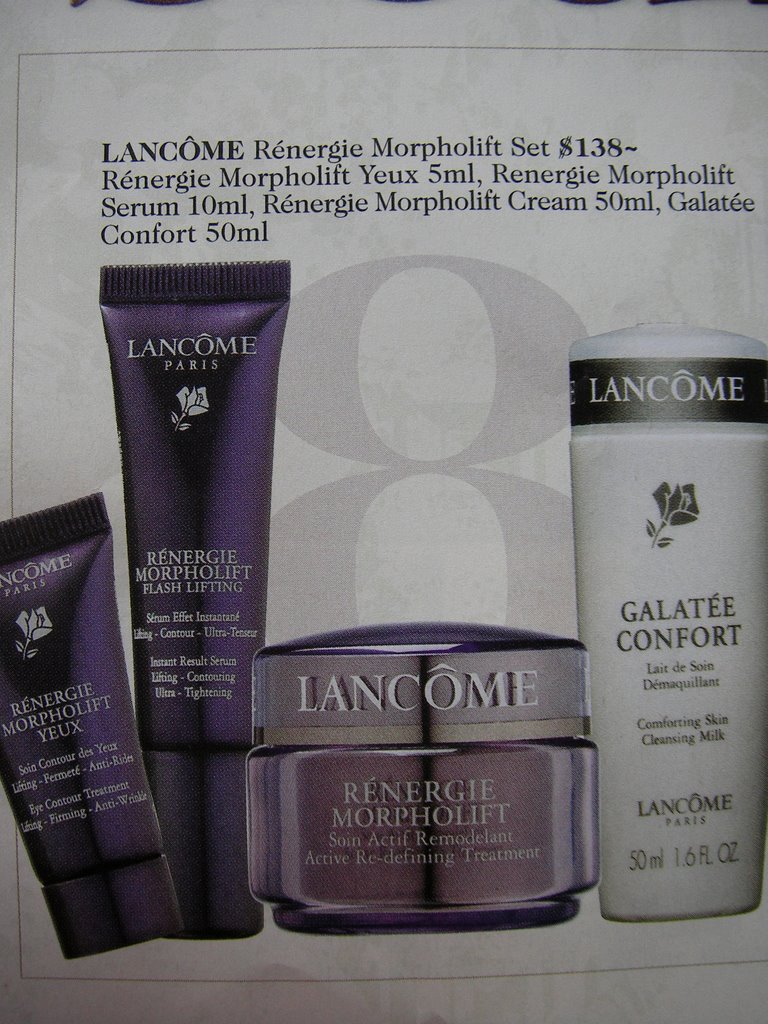 LANCÔME Rénergie Morpholift Set $138~
Rénergie Morpholift Yeux 5ml, Renergie Morpholift
Serum 10ml, Rénergie Morpholift Cream 50ml, Galatée
Confort 50ml
8
LANCÔME
PARIS
RÉNERGIE
MORPHOLIFT
FLASH LIFTING
Sérum Effet Instantané
Lifting - Contour - Ultra-Tenseur
Instant Result Serum
Lifting - Contouring
Ultra - Tightening
NCÔME
PARIS
RÉNERGIE
MORPHOLIFT
YEUX
Soin Contour des Yeux
Lifting - Fermeté - Anti-Rides
Eye Contour Treatment
Lifting - Firming - Anti-Wrinkle
LANCÔME
RÉNERGIE
MORPHOLIFT
Soin Actif Remodelant
Active Re-defining Treatment
E LANCÔME L
GALATÉE
CONFORT
Lait de Soin
Démaquillant
Comforting Skin
Cleansing Milk
LANCÔME
PARIS
50 ml 1.6 FL OZ